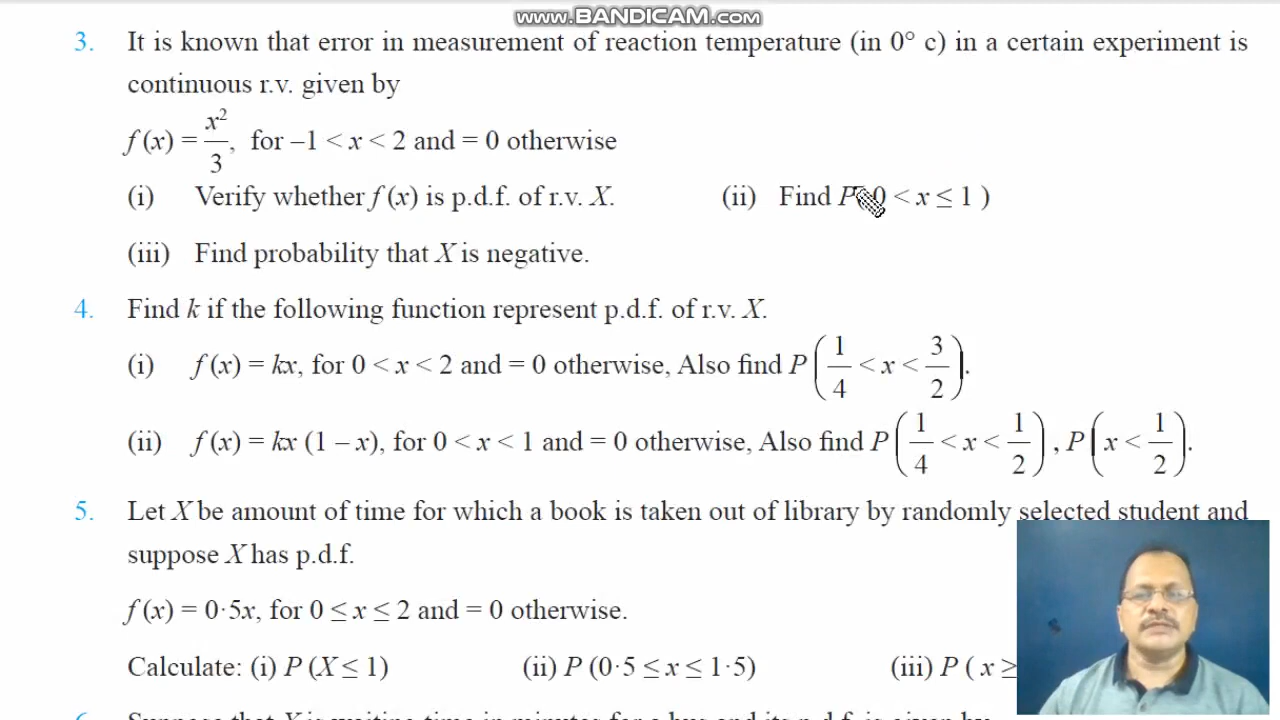 www.BANDICAM.com
3. It is known that error in measurement of reaction temperature (in 0° c) in a certain experiment is
continuous r.v. given by
f (x) = x²/3, for –1 < x < 2 and = 0 otherwise
(i) Verify whether f (x) is p.d.f. of r.v. X. (ii) Find P 0 < x ≤ 1 )
(iii) Find probability that X is negative.
4. Find k if the following function represent p.d.f. of r.v. X.
(i) f (x) = kx, for 0 < x < 2 and = 0 otherwise, Also find P (1/4 < x < 3/2).
(ii) f (x) = kx (1 – x), for 0 < x < 1 and = 0 otherwise, Also find P (1/4 < x < 1/2) , P (x < 1/2).
5. Let X be amount of time for which a book is taken out of library by randomly selected student and
suppose X has p.d.f.
f (x) = 0·5x, for 0 ≤ x ≤ 2 and = 0 otherwise.
Calculate: (i) P (X ≤ 1) (ii) P (0·5 ≤ x ≤ 1·5) (iii) P ( x ≥